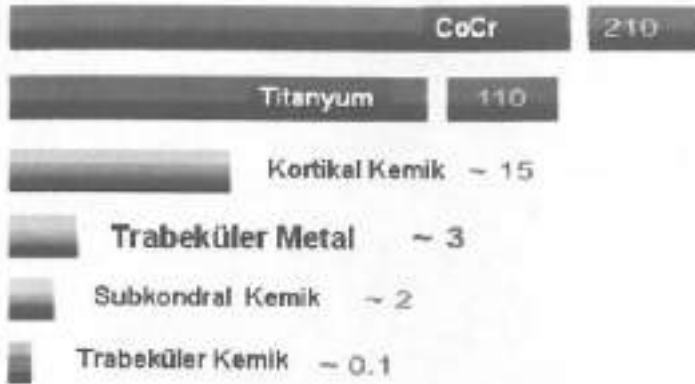 CoCr 210
Titanyum 110
Kortikal Kemik ~ 15
Trabeküler Metal ~ 3
Subkondral Kemik ~ 2
Trabeküler Kemik ~ 0.1